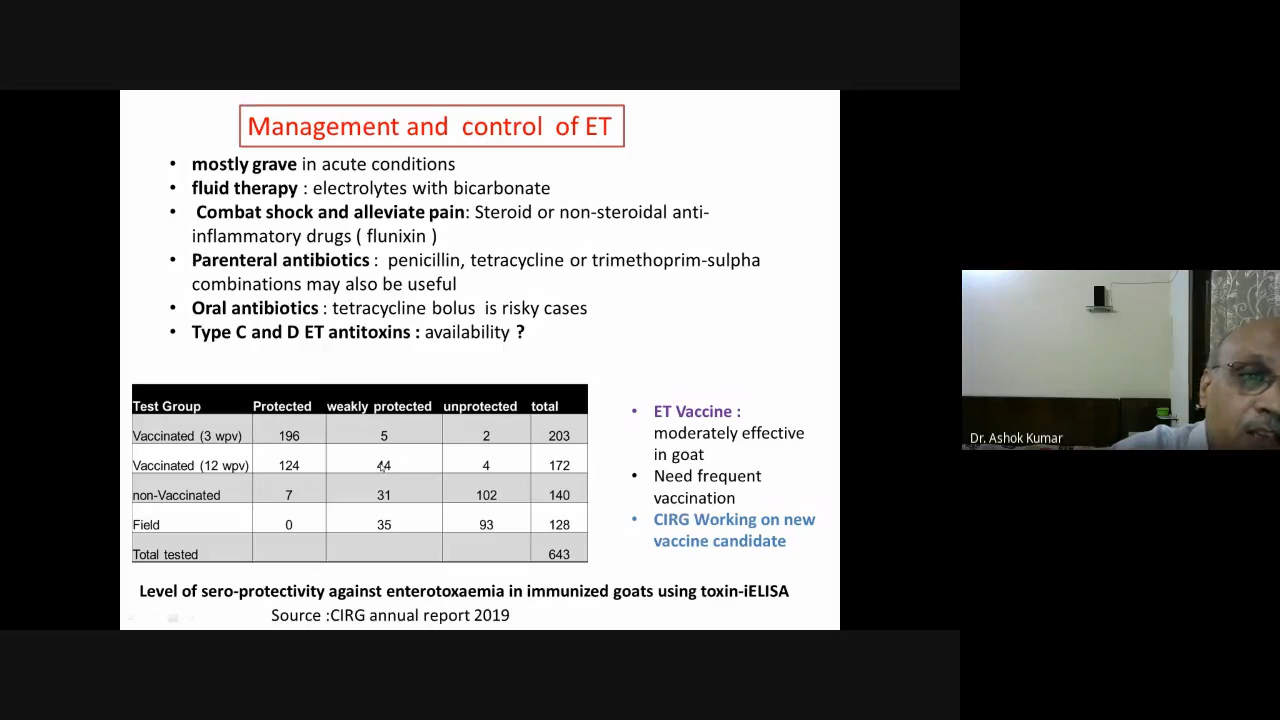 Management and control of ET
• mostly grave in acute conditions
• fluid therapy : electrolytes with bicarbonate
• Combat shock and alleviate pain: Steroid or non-steroidal anti-
inflammatory drugs ( flunixin )
• Parenteral antibiotics : penicillin, tetracycline or trimethoprim-sulpha
combinations may also be useful
• Oral antibiotics : tetracycline bolus is risky cases
• Type C and D ET antitoxins : availability ?
Test Group Protected weakly protected unprotected total
Vaccinated (3 wpv) 196 5 2 203
Vaccinated (12 wpv) 124 44 4 172
non-Vaccinated 7 31 102 140
Field 0 35 93 128
Total tested 643
• ET Vaccine :
moderately effective
in goat
• Need frequent
vaccination
• CIRG Working on new
vaccine candidate
Level of sero-protectivity against enterotoxaemia in immunized goats using toxin-iELISA
Source :CIRG annual report 2019
Dr. Ashok Kumar